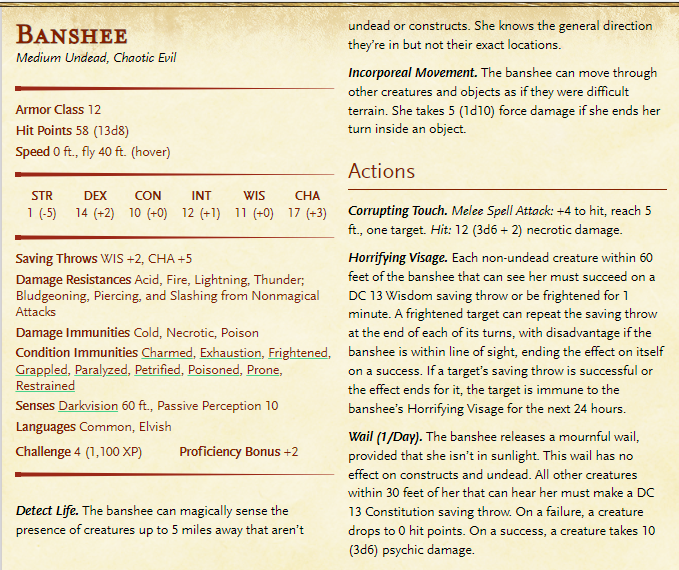 BANSHEE
Medium Undead, Chaotic Evil
Armor Class 12
Hit Points 58 (13d8)
Speed 0 ft., fly 40 ft. (hover)
STR DEX CON INT WIS CHA
1 (-5) 14 (+2) 10 (+0) 12 (+1) 11 (+0) 17 (+3)
Saving Throws WIS +2, CHA +5
Damage Resistances Acid, Fire, Lightning, Thunder;
Bludgeoning, Piercing, and Slashing from Nonmagical
Attacks
Damage Immunities Cold, Necrotic, Poison
Condition Immunities Charmed, Exhaustion, Frightened,
Grappled, Paralyzed, Petrified, Poisoned, Prone,
Restrained
Senses Darkvision 60 ft., Passive Perception 10
Languages Common, Elvish
Challenge 4 (1,100 XP) Proficiency Bonus +2
Detect Life. The banshee can magically sense the
presence of creatures up to 5 miles away that aren't
undead or constructs. She knows the general direction
they're in but not their exact locations.
Incorporeal Movement. The banshee can move through
other creatures and objects as if they were difficult
terrain. She takes 5 (1d10) force damage if she ends her
turn inside an object.
Actions
Corrupting Touch. Melee Spell Attack: +4 to hit, reach 5
ft., one target. Hit: 12 (3d6 + 2) necrotic damage.
Horrifying Visage. Each non-undead creature within 60
feet of the banshee that can see her must succeed on a
DC 13 Wisdom saving throw or be frightened for 1
minute. A frightened target can repeat the saving throw
at the end of each of its turns, with disadvantage if the
banshee is within line of sight, ending the effect on itself
on a success. If a target's saving throw is successful or
the effect ends for it, the target is immune to the
banshee's Horrifying Visage for the next 24 hours.
Wail (1/Day). The banshee releases a mournful wail,
provided that she isn't in sunlight. This wail has no
effect on constructs and undead. All other creatures
within 30 feet of her that can hear her must make a DC
13 Constitution saving throw. On a failure, a creature
drops to 0 hit points. On a success, a creature takes 10
(3d6) psychic damage.